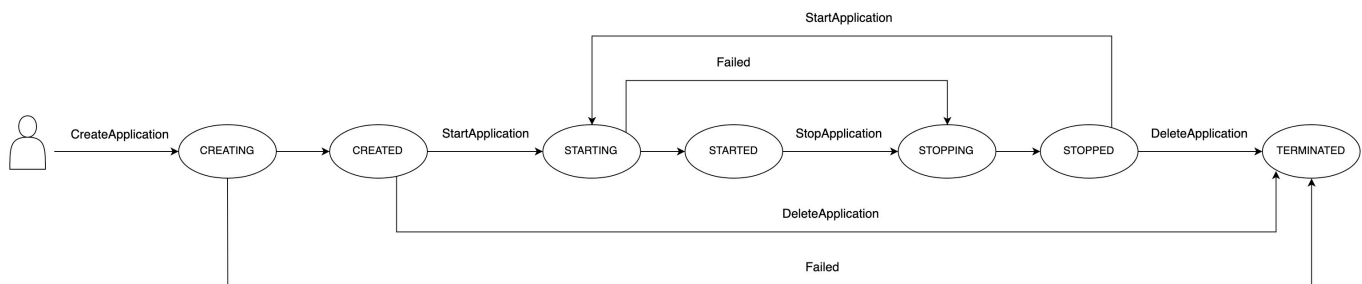 StartApplication
Failed
CreateApplication
StartApplication
StopApplication
DeleteApplication
CREATING
CREATED
STARTING
STARTED
STOPPING
STOPPED
TERMINATED
DeleteApplication
Failed